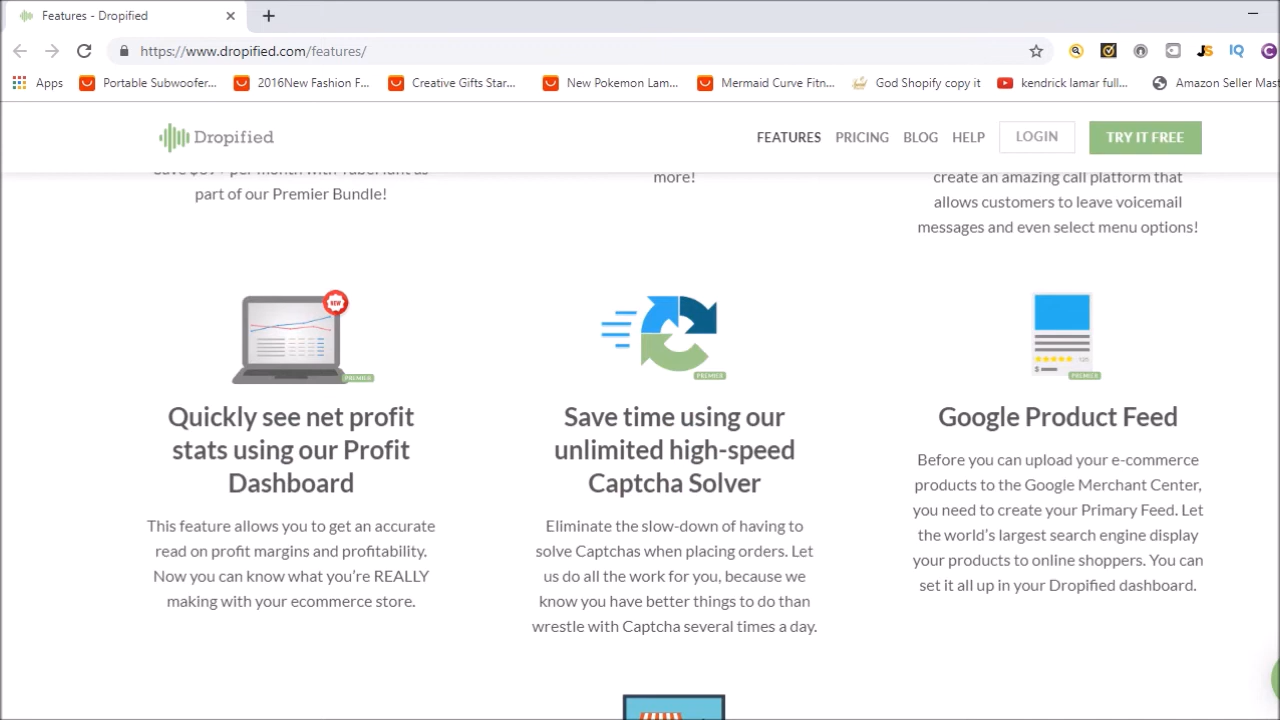 Features - Dropified
https://www.dropified.com/features/
JS
IQ
C
Apps
Portable Subwoofer...
2016New Fashion F...
Creative Gifts Star...
New Pokemon Lam...
Mermaid Curve Fitn...
God Shopify copy it
kendrick lamar full...
Amazon Seller Mast
Dropified
FEATURES
PRICING
BLOG
HELP
LOGIN
TRY IT FREE
part of our Premier Bundle!
more!
create an amazing call platform that
allows customers to leave voicemail
messages and even select menu options!
NEW
PREMIER
Quickly see net profit
stats using our Profit
Dashboard
This feature allows you to get an accurate
read on profit margins and profitability.
Now you can know what you're REALLY
making with your ecommerce store.
PREMIER
Save time using our
unlimited high-speed
Captcha Solver
Eliminate the slow-down of having to
solve Captchas when placing orders. Let
us do all the work for you, because we
know you have better things to do than
wrestle with Captcha several times a day.
PREMIER
Google Product Feed
Before you can upload your e-commerce
products to the Google Merchant Center,
you need to create your Primary Feed. Let
the world's largest search engine display
your products to online shoppers. You can
set it all up in your Dropified dashboard.